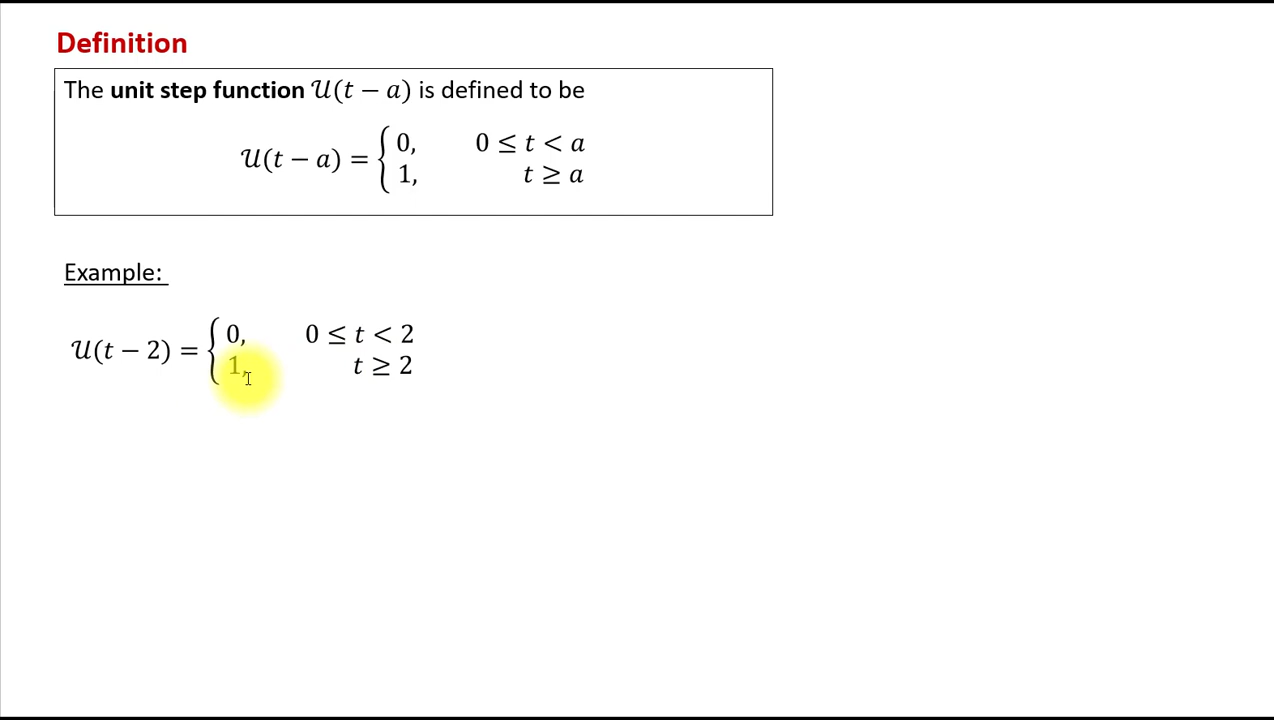 Definition
The unit step function 𝒰(t − a) is defined to be
𝒰(t − a) = { 0, 0 ≤ t < a
1, t ≥ a
Example:
𝒰(t − 2) = { 0, 0 ≤ t < 2
1, t ≥ 2